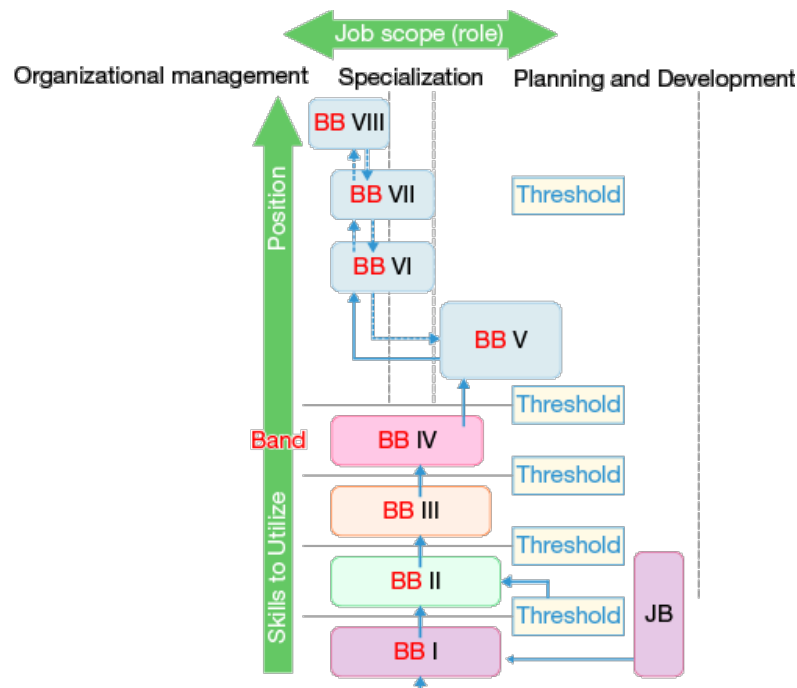 Job scope (role)
Organizational management
Specialization
Planning and Development
BB VIII
Position
BB VII
Threshold
BB VI
BB V
Threshold
Band
BB IV
Threshold
Skills to Utilize
BB III
Threshold
BB II
Threshold
JB
BB I